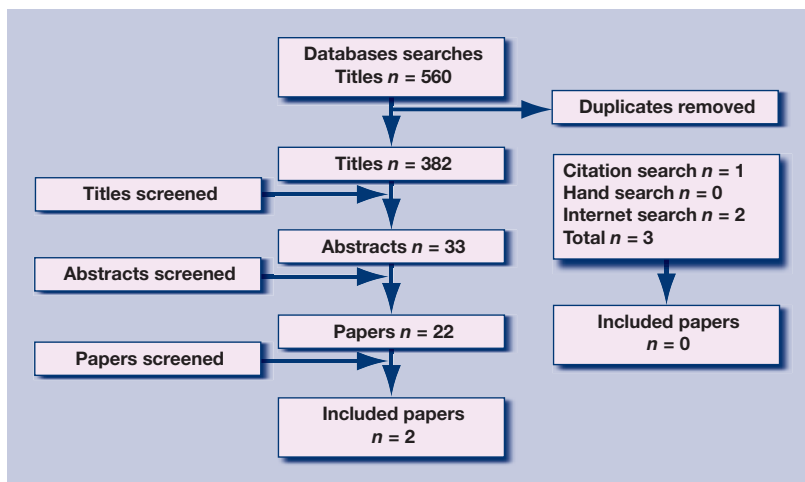 Databases searches
Titles n = 560
Duplicates removed
Titles n = 382
Titles screened
Abstracts n = 33
Abstracts screened
Papers n = 22
Papers screened
Included papers
n = 2
Citation search n = 1
Hand search n = 0
Internet search n = 2
Total n = 3
Included papers
n = 0